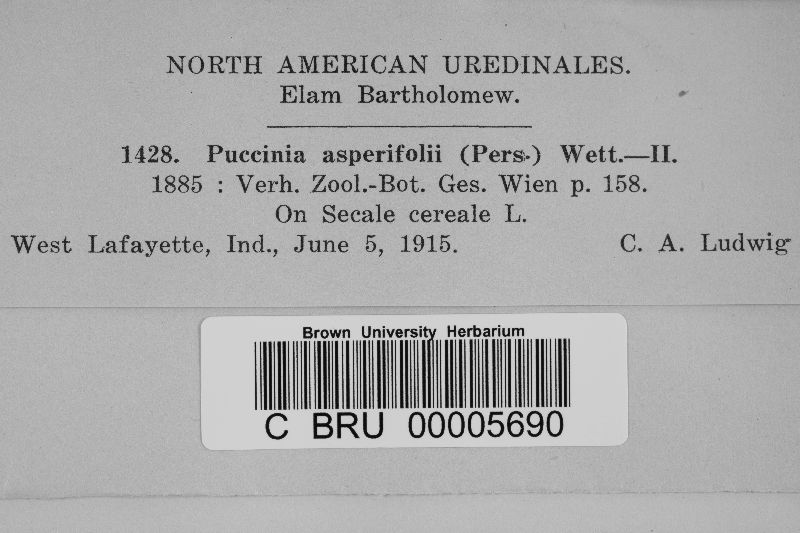 NORTH AMERICAN UREDINALES.
Elam Bartholomew.
1428. Puccinia asperifolii (Pers.) Wett.—II.
1885 : Verh. Zool.-Bot. Ges. Wien p. 158.
On Secale cereale L.
West Lafayette, Ind., June 5, 1915. C. A. Ludwig
Brown University Herbarium
C BRU 00005690